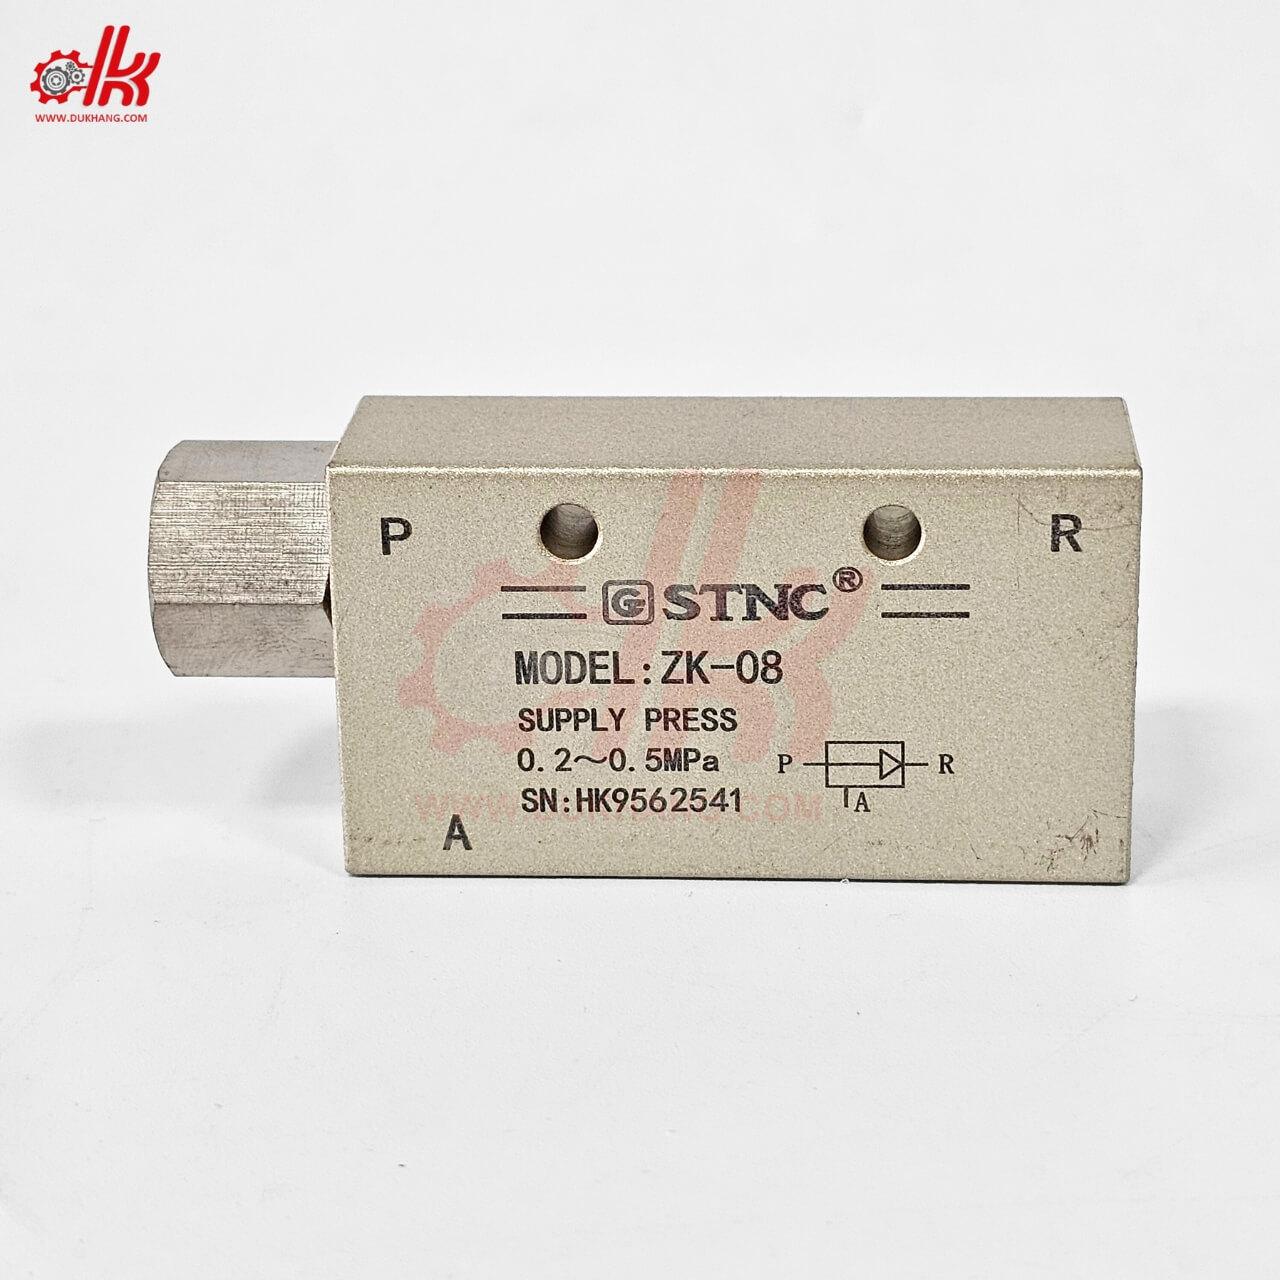 WWW.DUKHANG.COM
P
R
G STNC®
MODEL:ZK-08
SUPPLY PRESS
0.2~0.5MPa
P R
SN:HK9562541
A
A